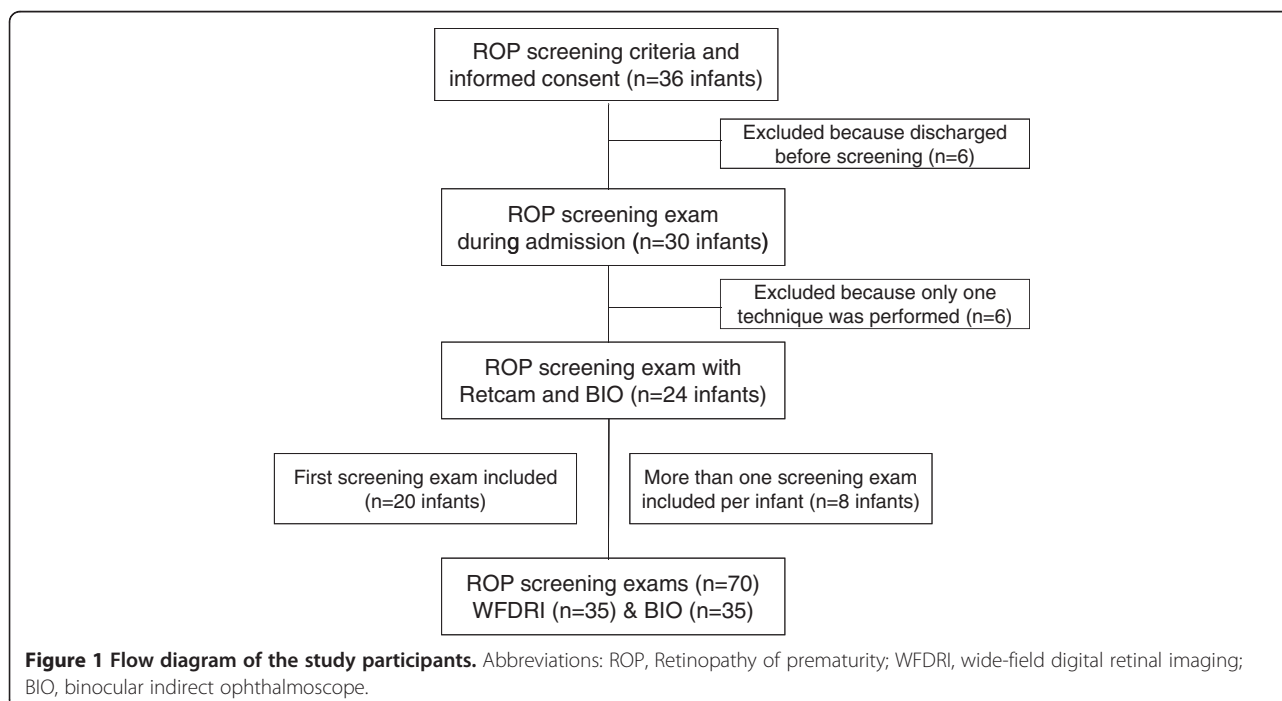 ROP screening criteria and
informed consent (n=36 infants)
Excluded because discharged
before screening (n=6)
ROP screening exam
during admission (n=30 infants)
Excluded because only one
technique was performed (n=6)
ROP screening exam with
Retcam and BIO (n=24 infants)
First screening exam included
(n=20 infants)
More than one screening exam
included per infant (n=8 infants)
ROP screening exams (n=70)
WFDRI (n=35) & BIO (n=35)
Figure 1 Flow diagram of the study participants. Abbreviations: ROP, Retinopathy of prematurity; WFDRI, wide-field digital retinal imaging;
BIO, binocular indirect ophthalmoscope.